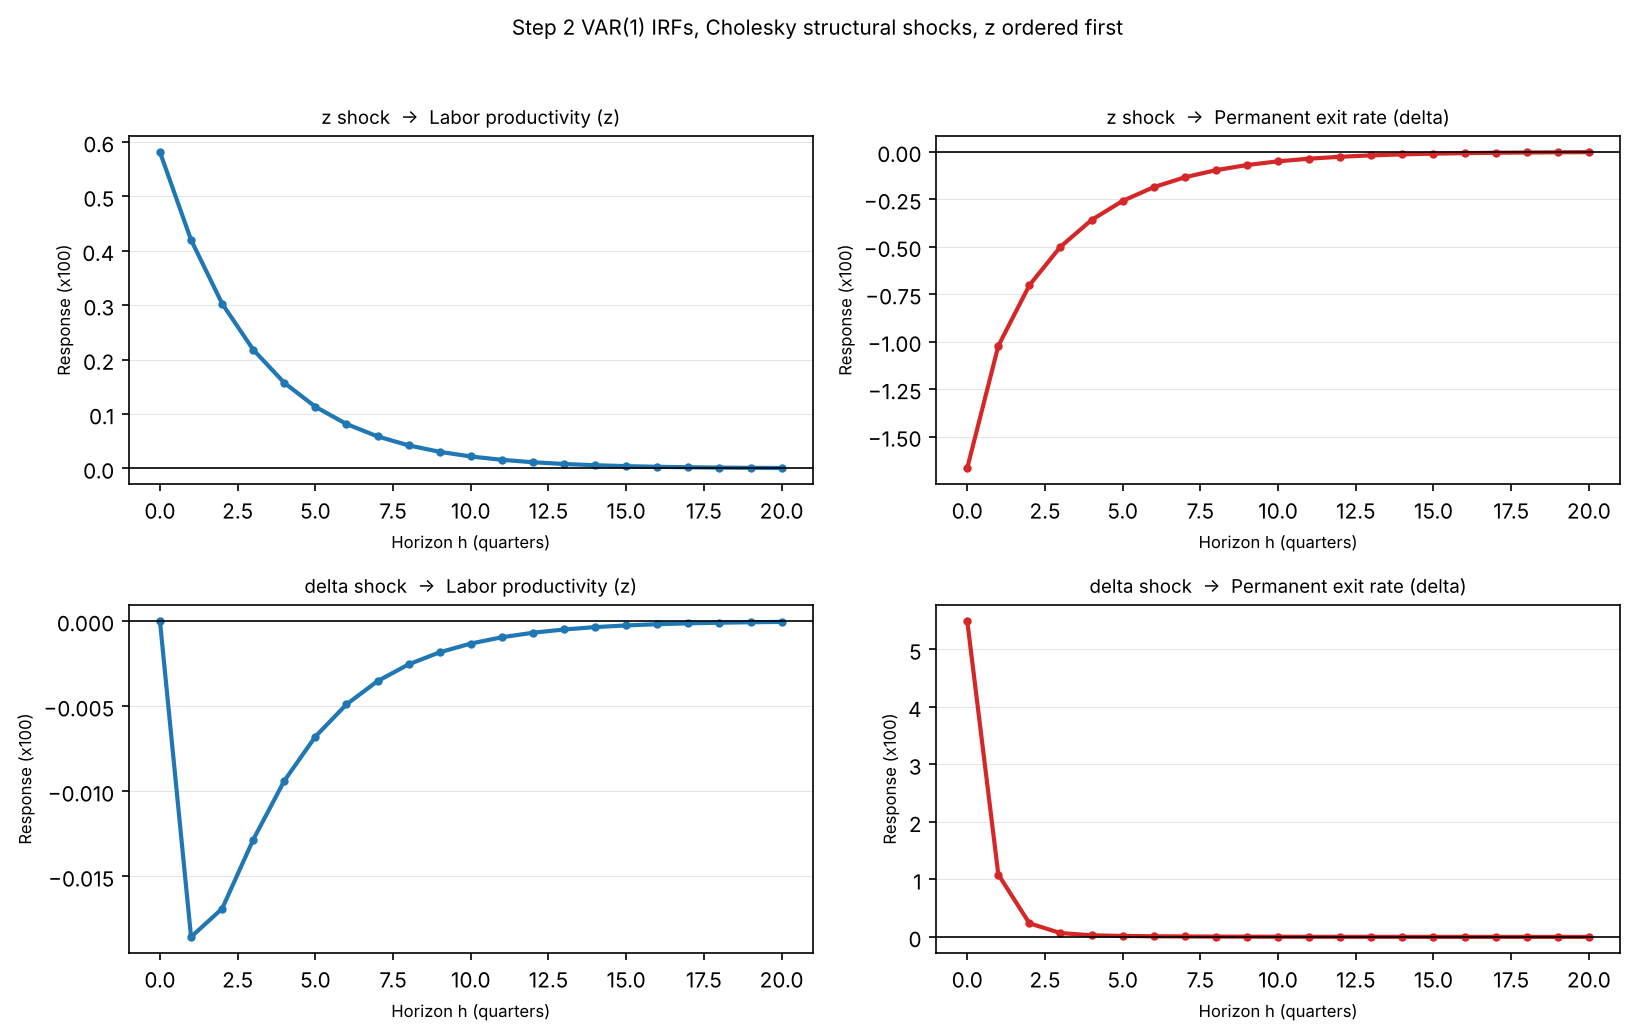 Step 2 VAR(1) IRFs, Cholesky structural shocks, z ordered first
z shock → Labor productivity (z)
Response (x100)
0.6
0.5
0.4
0.3
0.2
0.1
0.0
0.0 2.5 5.0 7.5 10.0 12.5 15.0 17.5 20.0
Horizon h (quarters)
z shock → Permanent exit rate (delta)
Response (x100)
0.00
−0.25
−0.50
−0.75
−1.00
−1.25
−1.50
0.0 2.5 5.0 7.5 10.0 12.5 15.0 17.5 20.0
Horizon h (quarters)
delta shock → Labor productivity (z)
Response (x100)
0.000
−0.005
−0.010
−0.015
0.0 2.5 5.0 7.5 10.0 12.5 15.0 17.5 20.0
Horizon h (quarters)
delta shock → Permanent exit rate (delta)
Response (x100)
5
4
3
2
1
0
0.0 2.5 5.0 7.5 10.0 12.5 15.0 17.5 20.0
Horizon h (quarters)